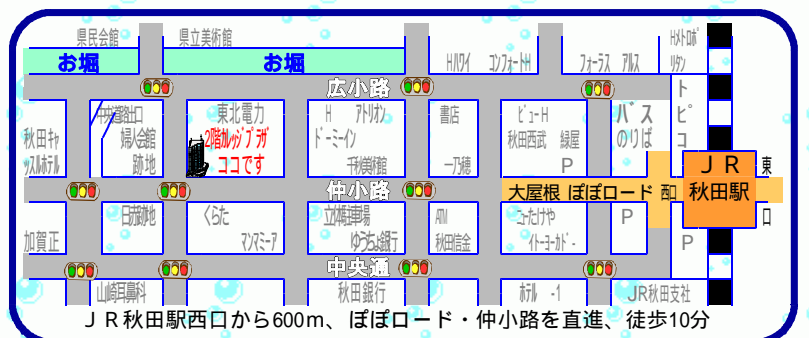 県民会館
県立美術館
Hメトロポ
リタン
お堀
お堀
Hハワイ
コンフォートH
フォーラス アルス
広小路
トピコ
中央道路出口
婦人会館
跡地
東北電力
2階カレッジプラザ
ココです
H アトリオン
ドーミーイン
千秋美術館
書店
一乃穂
ビューH
秋田西武 緑屋
P
バス
のりば
秋田キャ
ッスルホテル
JR
秋田駅
東口
仲小路
大屋根 ぽぽロード 西口
加賀正
日赤跡地
くらた
マンマミーア
立体駐車場
ゆうちょ銀行
ATM
秋田信金
ニューたけや
イトーヨーカドー
P
P
中央通
山崎耳鼻科
秋田銀行
ホテル -1
JR秋田支社
JR秋田駅西口から600m、ぽぽロード・仲小路を直進、徒歩10分